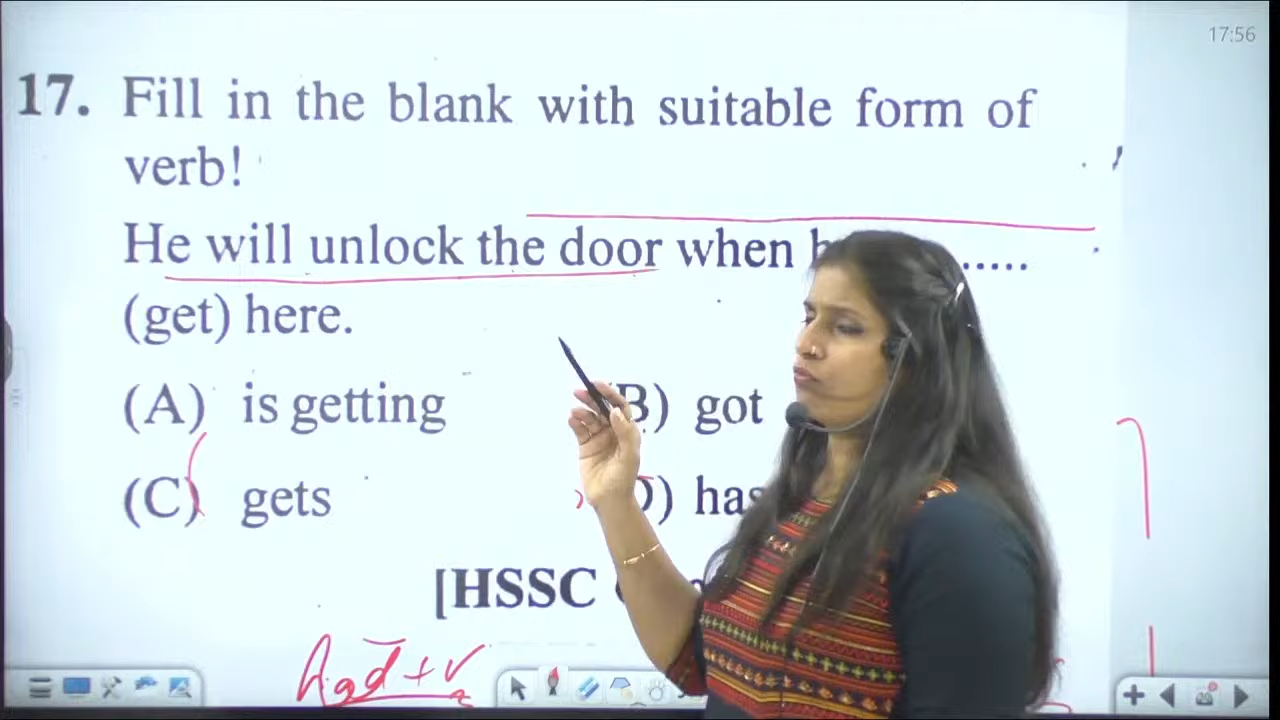 17:56
17. Fill in the blank with suitable form of
verb!
He will unlock the door when .....
(get) here.
(A) is getting (B) got
(C) gets
[HSSC
Had + V